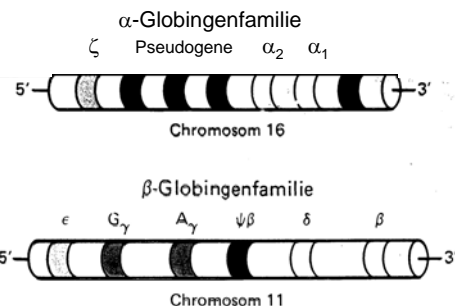 α-Globingenfamilie
ζ Pseudogene α2 α1
5′ 3′
Chromosom 16
β-Globingenfamilie
ϵ Gγ Aγ ψβ δ β
5′ 3′
Chromosom 11